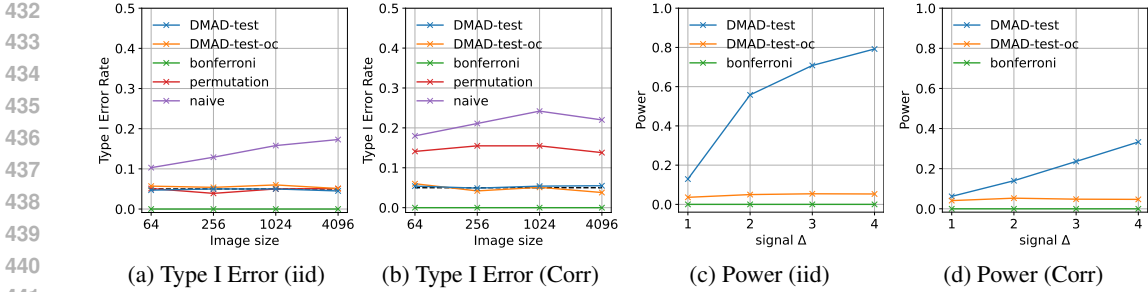 432
433
434
435
436
437
438
439
440
0.5
0.4
0.3
0.2
0.1
0.0
Type I Error Rate
DMAD-test
DMAD-test-oc
bonferroni
permutation
naive
64
256
1024
4096
Image size
(a) Type I Error (iid)
0.5
0.4
0.3
0.2
0.1
0.0
Type I Error Rate
DMAD-test
DMAD-test-oc
bonferroni
permutation
naive
64
256
1024
4096
Image size
(b) Type I Error (Corr)
1.0
0.8
0.6
0.4
0.2
0.0
Power
DMAD-test
DMAD-test-oc
bonferroni
1
2
3
4
signal Δ
(c) Power (iid)
1.0
0.8
0.6
0.4
0.2
0.0
Power
DMAD-test
DMAD-test-oc
bonferroni
1
2
3
4
signal Δ
(d) Power (Corr)